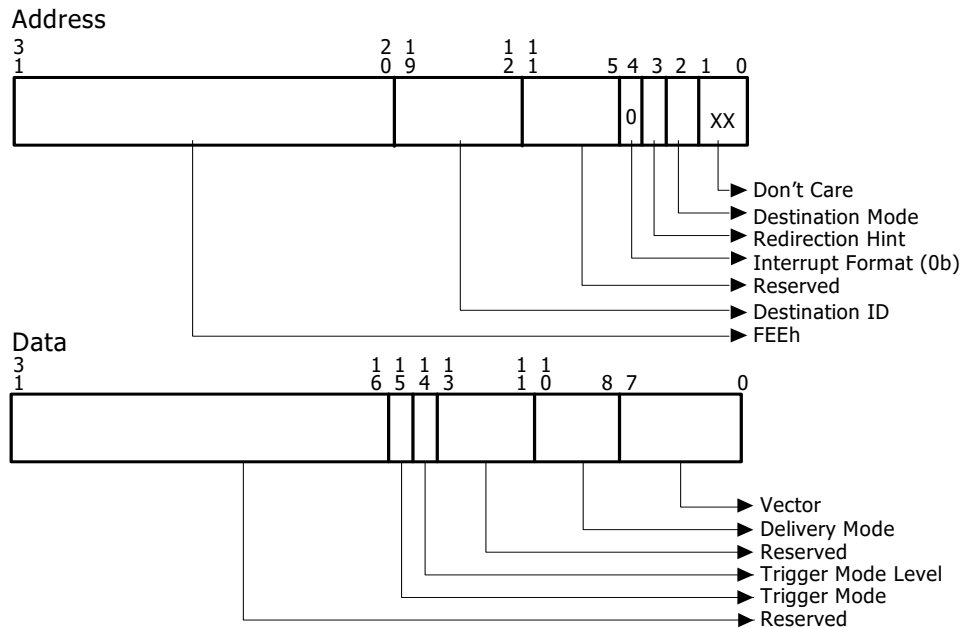 Address
3 2 1 1 1
1 0 9 2 1 5 4 3 2 1 0
0 XX
Don't Care
Destination Mode
Redirection Hint
Interrupt Format (0b)
Reserved
Destination ID
FEEh
Data
3 1 1 1 1 1 1
1 6 5 4 3 1 0 8 7 0
Vector
Delivery Mode
Reserved
Trigger Mode Level
Trigger Mode
Reserved